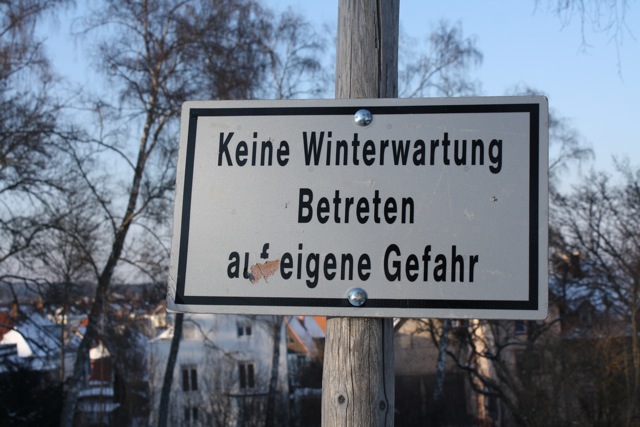 Keine Winterwartung
Betreten
auf eigene Gefahr